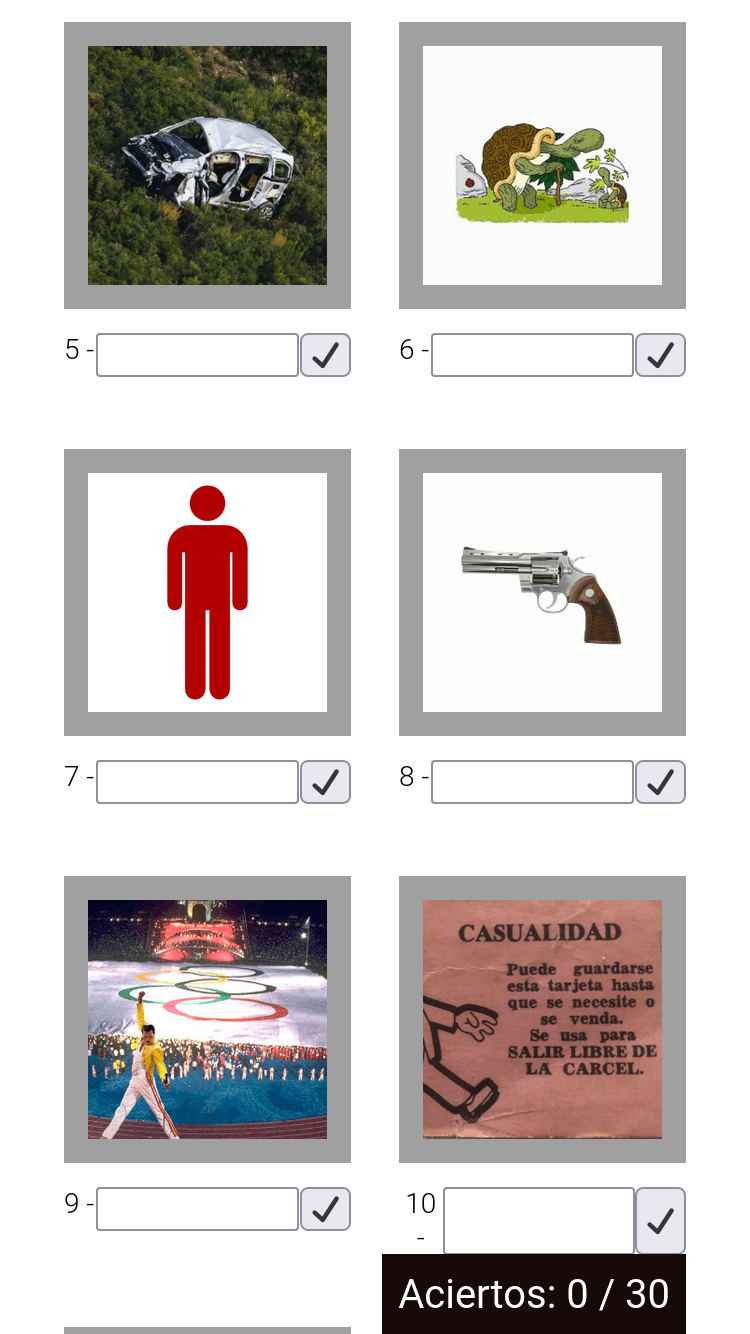 5 -
6 -
7 -
8 -
9 -
CASUALIDAD
Puede guardarse
esta tarjeta hasta
que se necesite o
se venda.
Se usa para
SALIR LIBRE DE
LA CARCEL.
10
-
Aciertos: 0 / 30